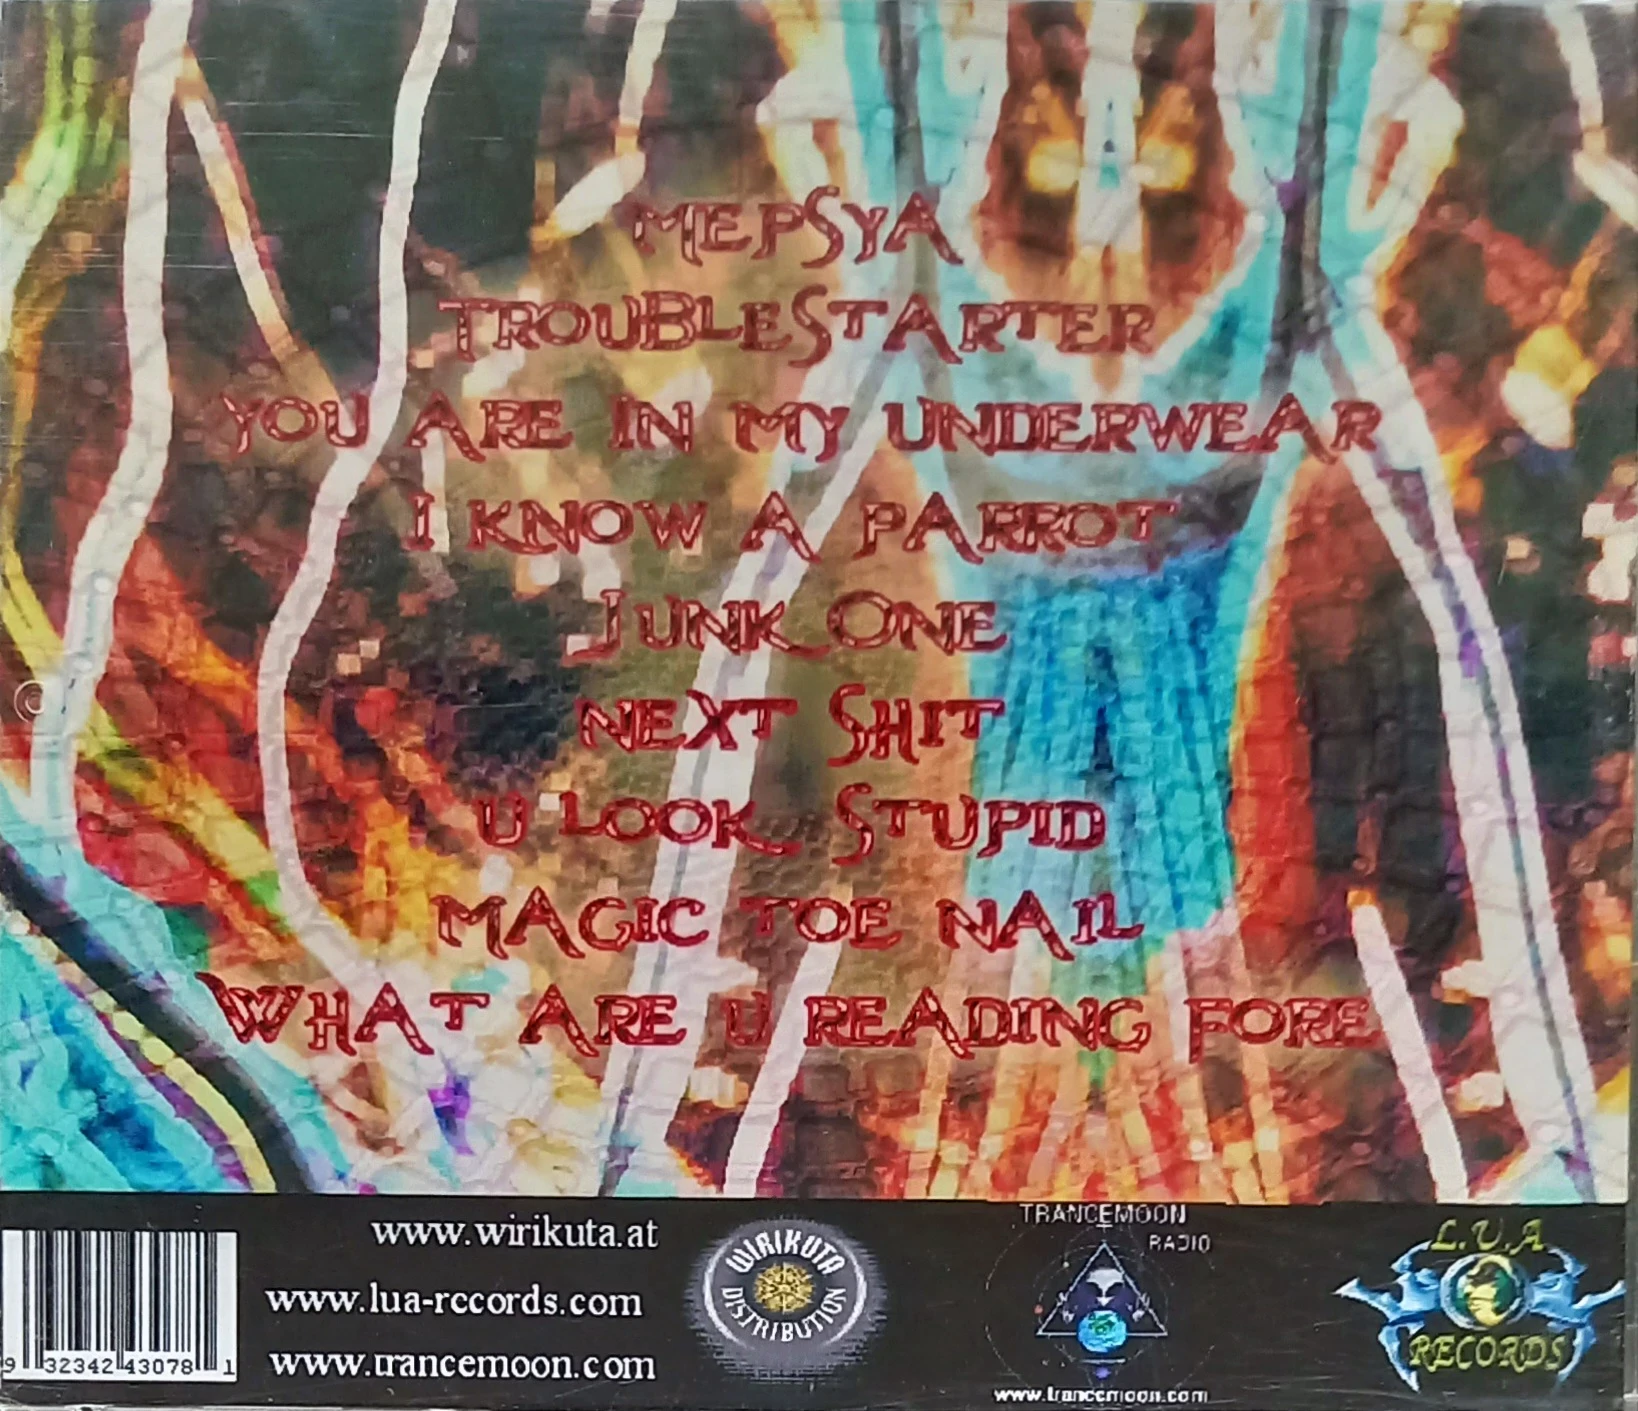 MEPSYA
TROUBLESTARTER
YOU ARE IN MY UNDERWEAR
I KNOW A PARROT
JUNK ONE
NEXT SHIT
U LOOK STUPID
MAGIC TOE NAIL
WHAT ARE U READING FORE
www.wirikuta.at
www.lua-records.com
www.trancemoon.com
9 32342 43078 1
WIRIKUTA
DISTRIBUTION
TRANCEMOON
RADIO
www.trancemoon.com
L.U.A
RECORDS